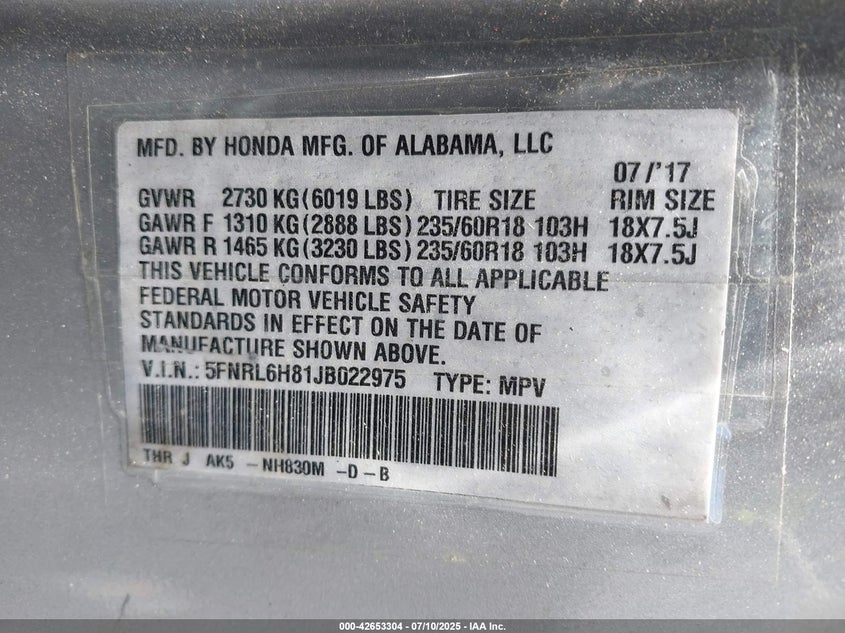 MFD. BY HONDA MFG. OF ALABAMA, LLC
07/'17
GVWR 2730 KG(6019 LBS) TIRE SIZE RIM SIZE
GAWR F 1310 KG(2888 LBS) 235/60R18 103H 18X7.5J
GAWR R 1465 KG(3230 LBS) 235/60R18 103H 18X7.5J
THIS VEHICLE CONFORMS TO ALL APPLICABLE
FEDERAL MOTOR VEHICLE SAFETY
STANDARDS IN EFFECT ON THE DATE OF
MANUFACTURE SHOWN ABOVE.
V.I.N.: 5FNRL6H81JB022975 TYPE: MPV
THR J AK5 -NH830M -D-B
000-42653304 / 07/10/2025 - IAA Inc.